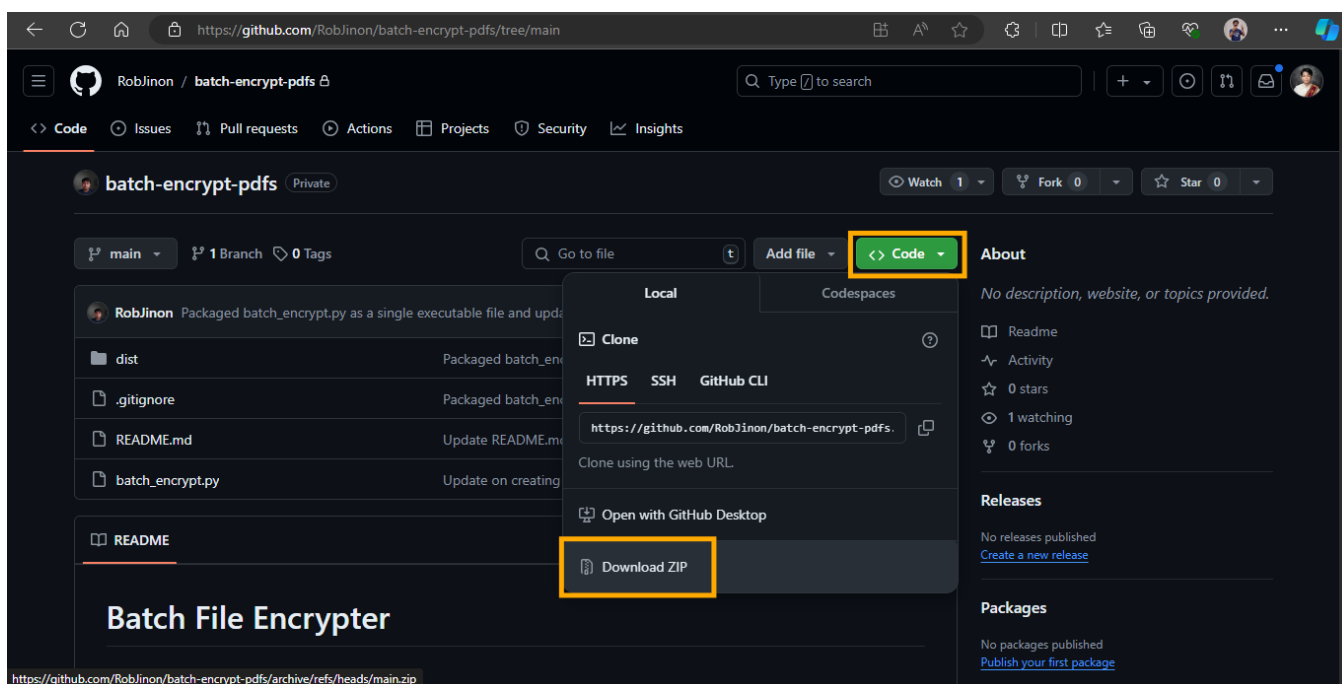 https://github.com/RobJinon/batch-encrypt-pdfs/tree/main
RobJinon / batch-encrypt-pdfs
Type / to search
Code Issues Pull requests Actions Projects Security Insights
batch-encrypt-pdfs Private
Watch 1 Fork 0 Star 0
main 1 Branch 0 Tags Go to file t Add file Code About
Local Codespaces
No description, website, or topics provided.
RobJinon Packaged batch_encrypt.py as a single executable file and upda
Clone
Readme
dist Packaged batch_en
Activity
HTTPS SSH GitHub CLI
0 stars
.gitignore Packaged batch_en
https://github.com/RobJinon/batch-encrypt-pdfs.
1 watching
README.md Update README.m
0 forks
Clone using the web URL.
batch_encrypt.py Update on creating
Releases
Open with GitHub Desktop
README
No releases published
Create a new release
Download ZIP
Packages
Batch File Encrypter
No packages published
Publish your first package
https://github.com/RobJinon/batch-encrypt-pdfs/archive/refs/heads/main.zip